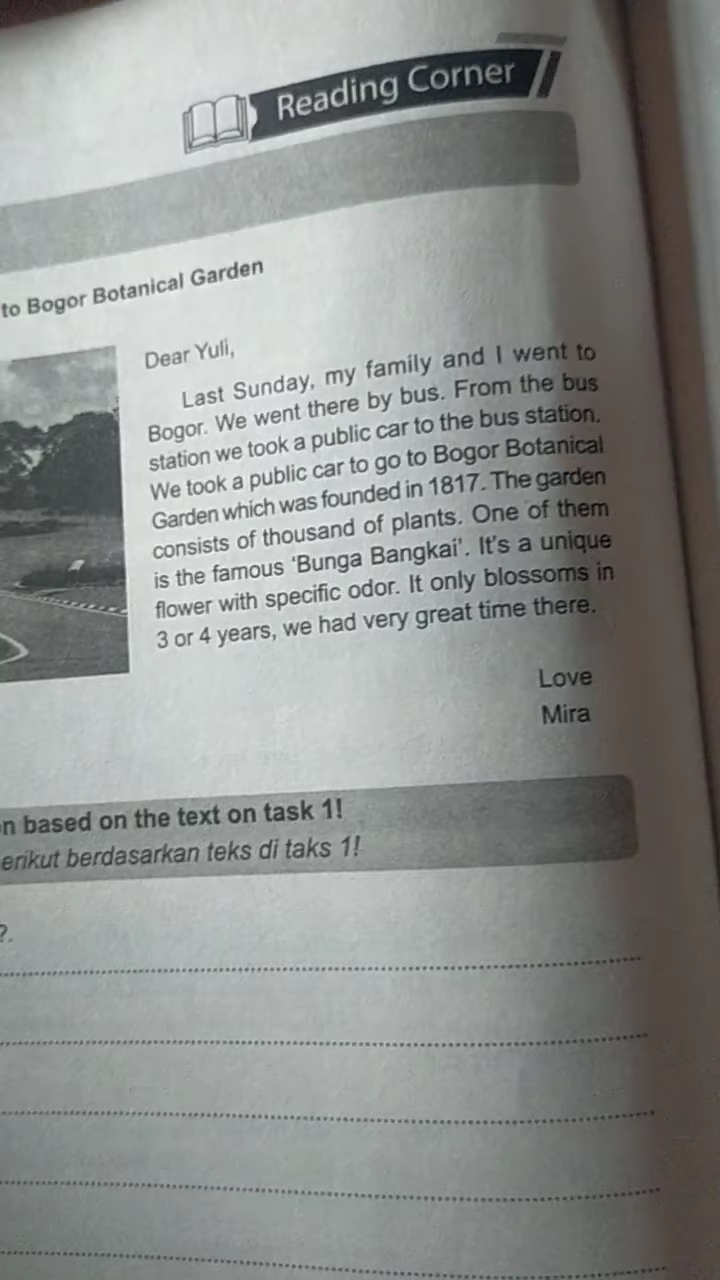 Reading Corner
to Bogor Botanical Garden
Dear Yuli,
Last Sunday, my family and I went to
Bogor. We went there by bus. From the bus
station we took a public car to the bus station.
We took a public car to go to Bogor Botanical
Garden which was founded in 1817. The garden
consists of thousand of plants. One of them
is the famous ‘Bunga Bangkai’. It's a unique
flower with specific odor. It only blossoms in
3 or 4 years, we had very great time there.
Love
Mira
n based on the text on task 1!
erikut berdasarkan teks di taks 1!
?.